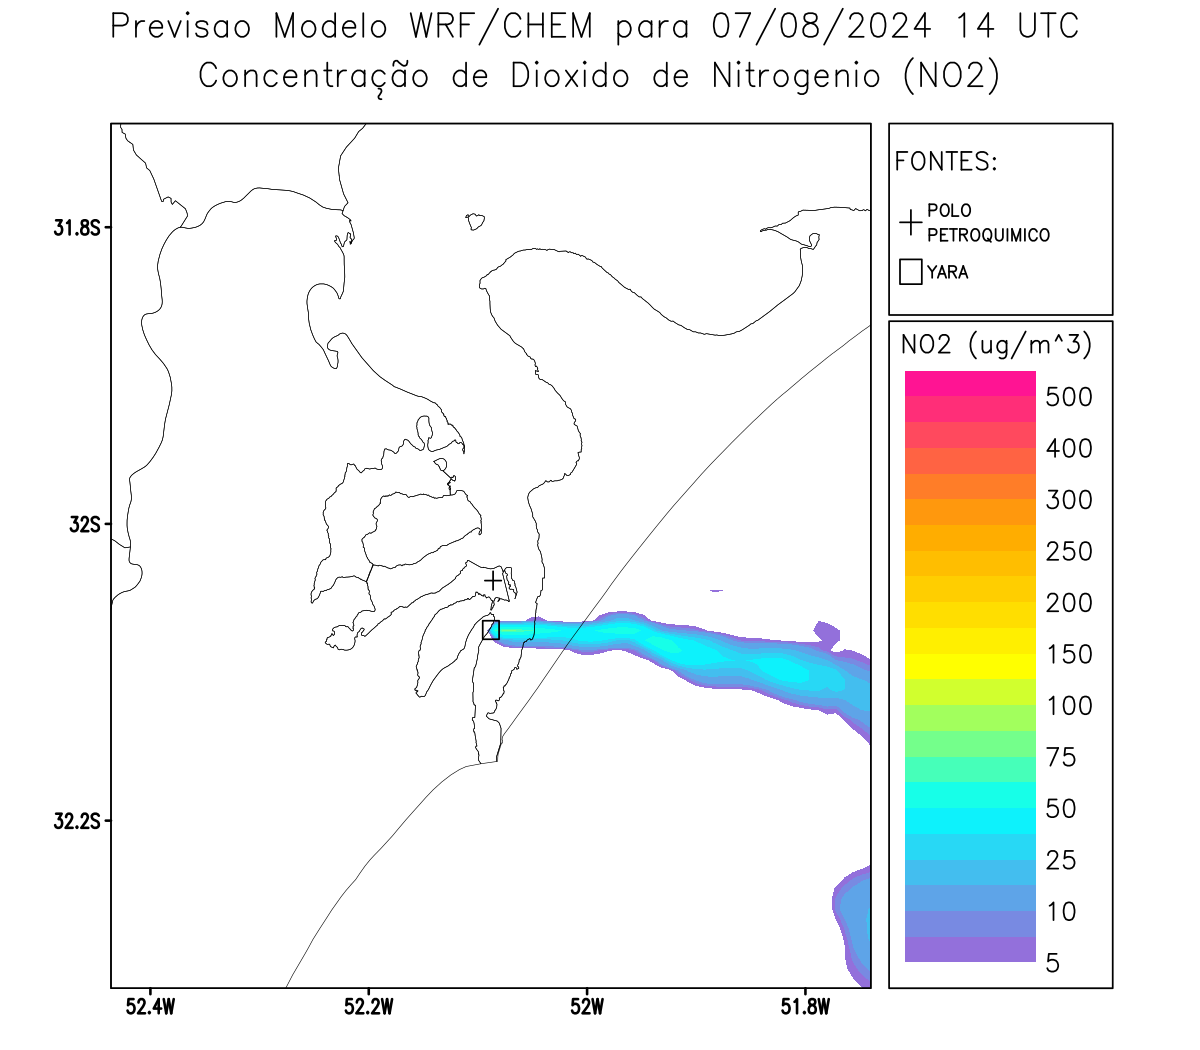 Previsao Modelo WRF/CHEM para 07/08/2024 14 UTC
Concentração de Dioxido de Nitrogenio (NO2)
FONTES:
POLO
PETROQUIMICO
YARA
NO2 (ug/m^3)
500
400
300
250
200
150
100
75
50
25
10
5
31.8S
32S
32.2S
52.4W
52.2W
52W
51.8W